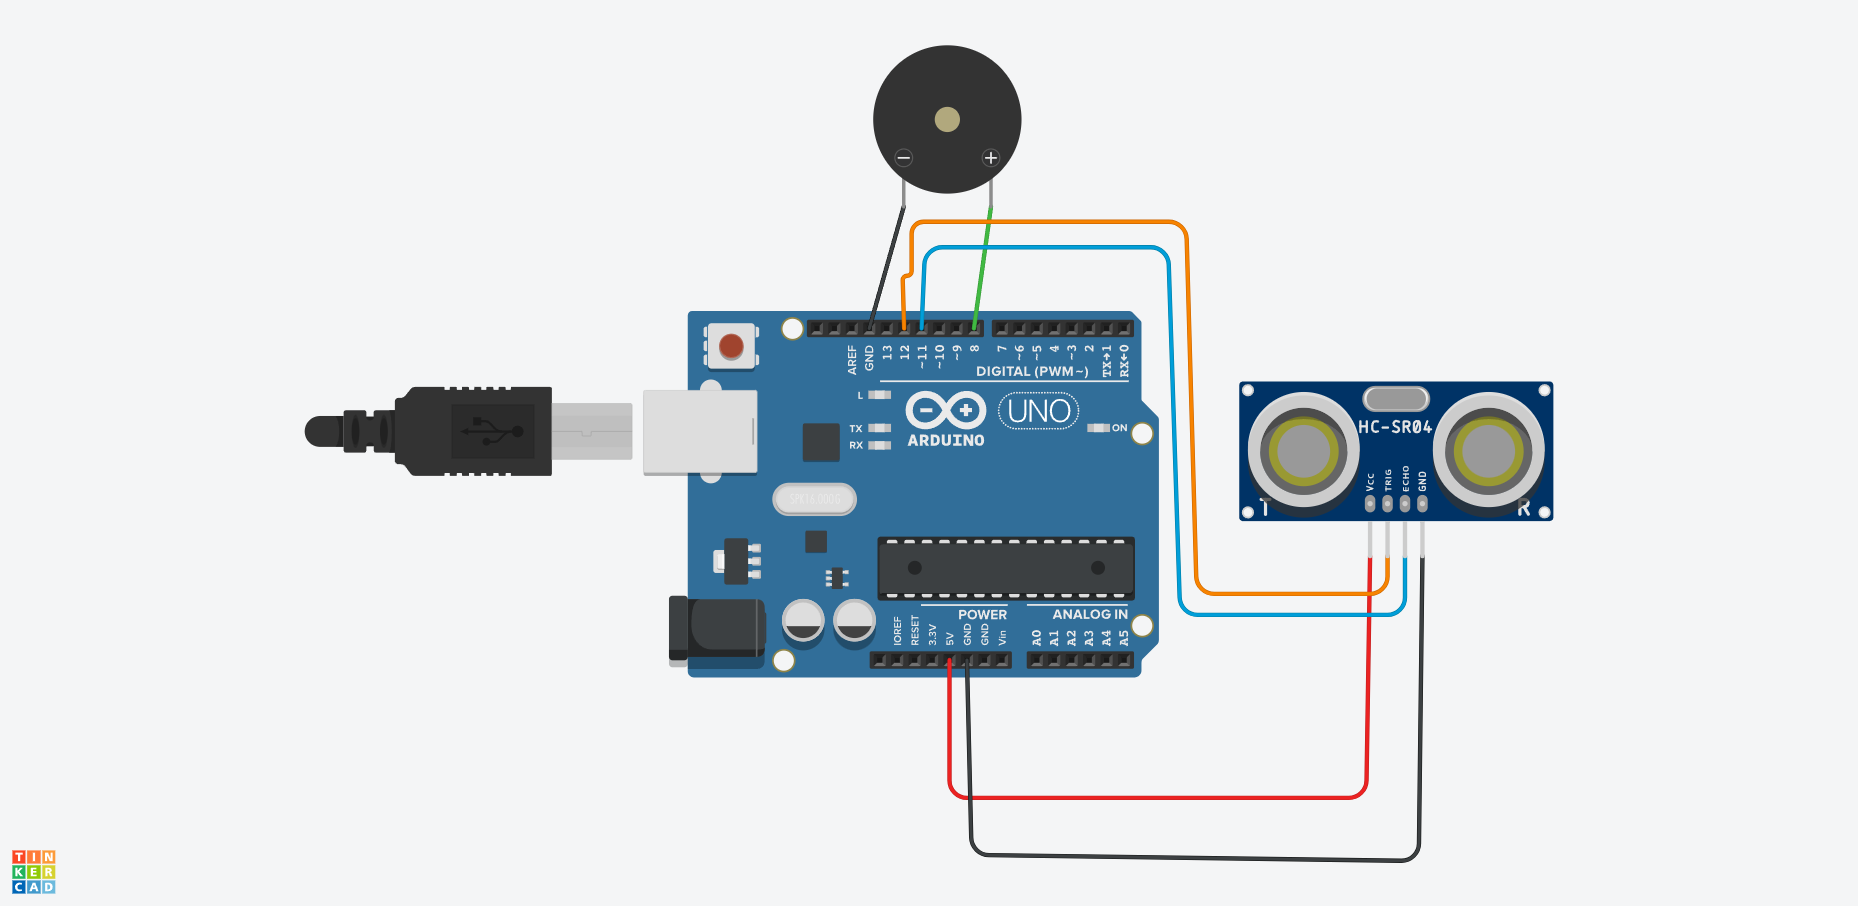 − +
AREF
GND
13
12
~11
~10
~9
8
7
~6
~5
4
~3
2
TX→1
RX←0
DIGITAL (PWM~)
L
TX
RX
ARDUINO
UNO
ON
SPK16.000G
POWER
ANALOG IN
IOREF
RESET
3.3V
5V
GND
GND
Vin
A0
A1
A2
A3
A4
A5
HC-SR04
VCC
TRIG
ECHO
GND
T
R
TIN
KER
CAD